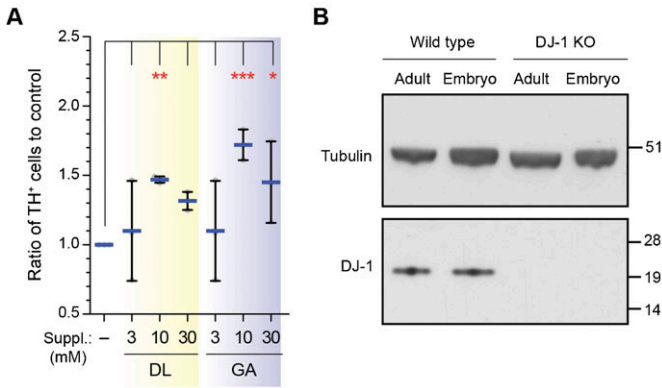 A
Ratio of TH⁺ cells to control
2.5
2.0
1.5
1.0
0.5
** *** *
Suppl.: – 3 10 30 3 10 30
(mM)
DL GA
B
Wild type DJ-1 KO
Adult Embryo Adult Embryo
Tubulin
51
DJ-1
28
19
14